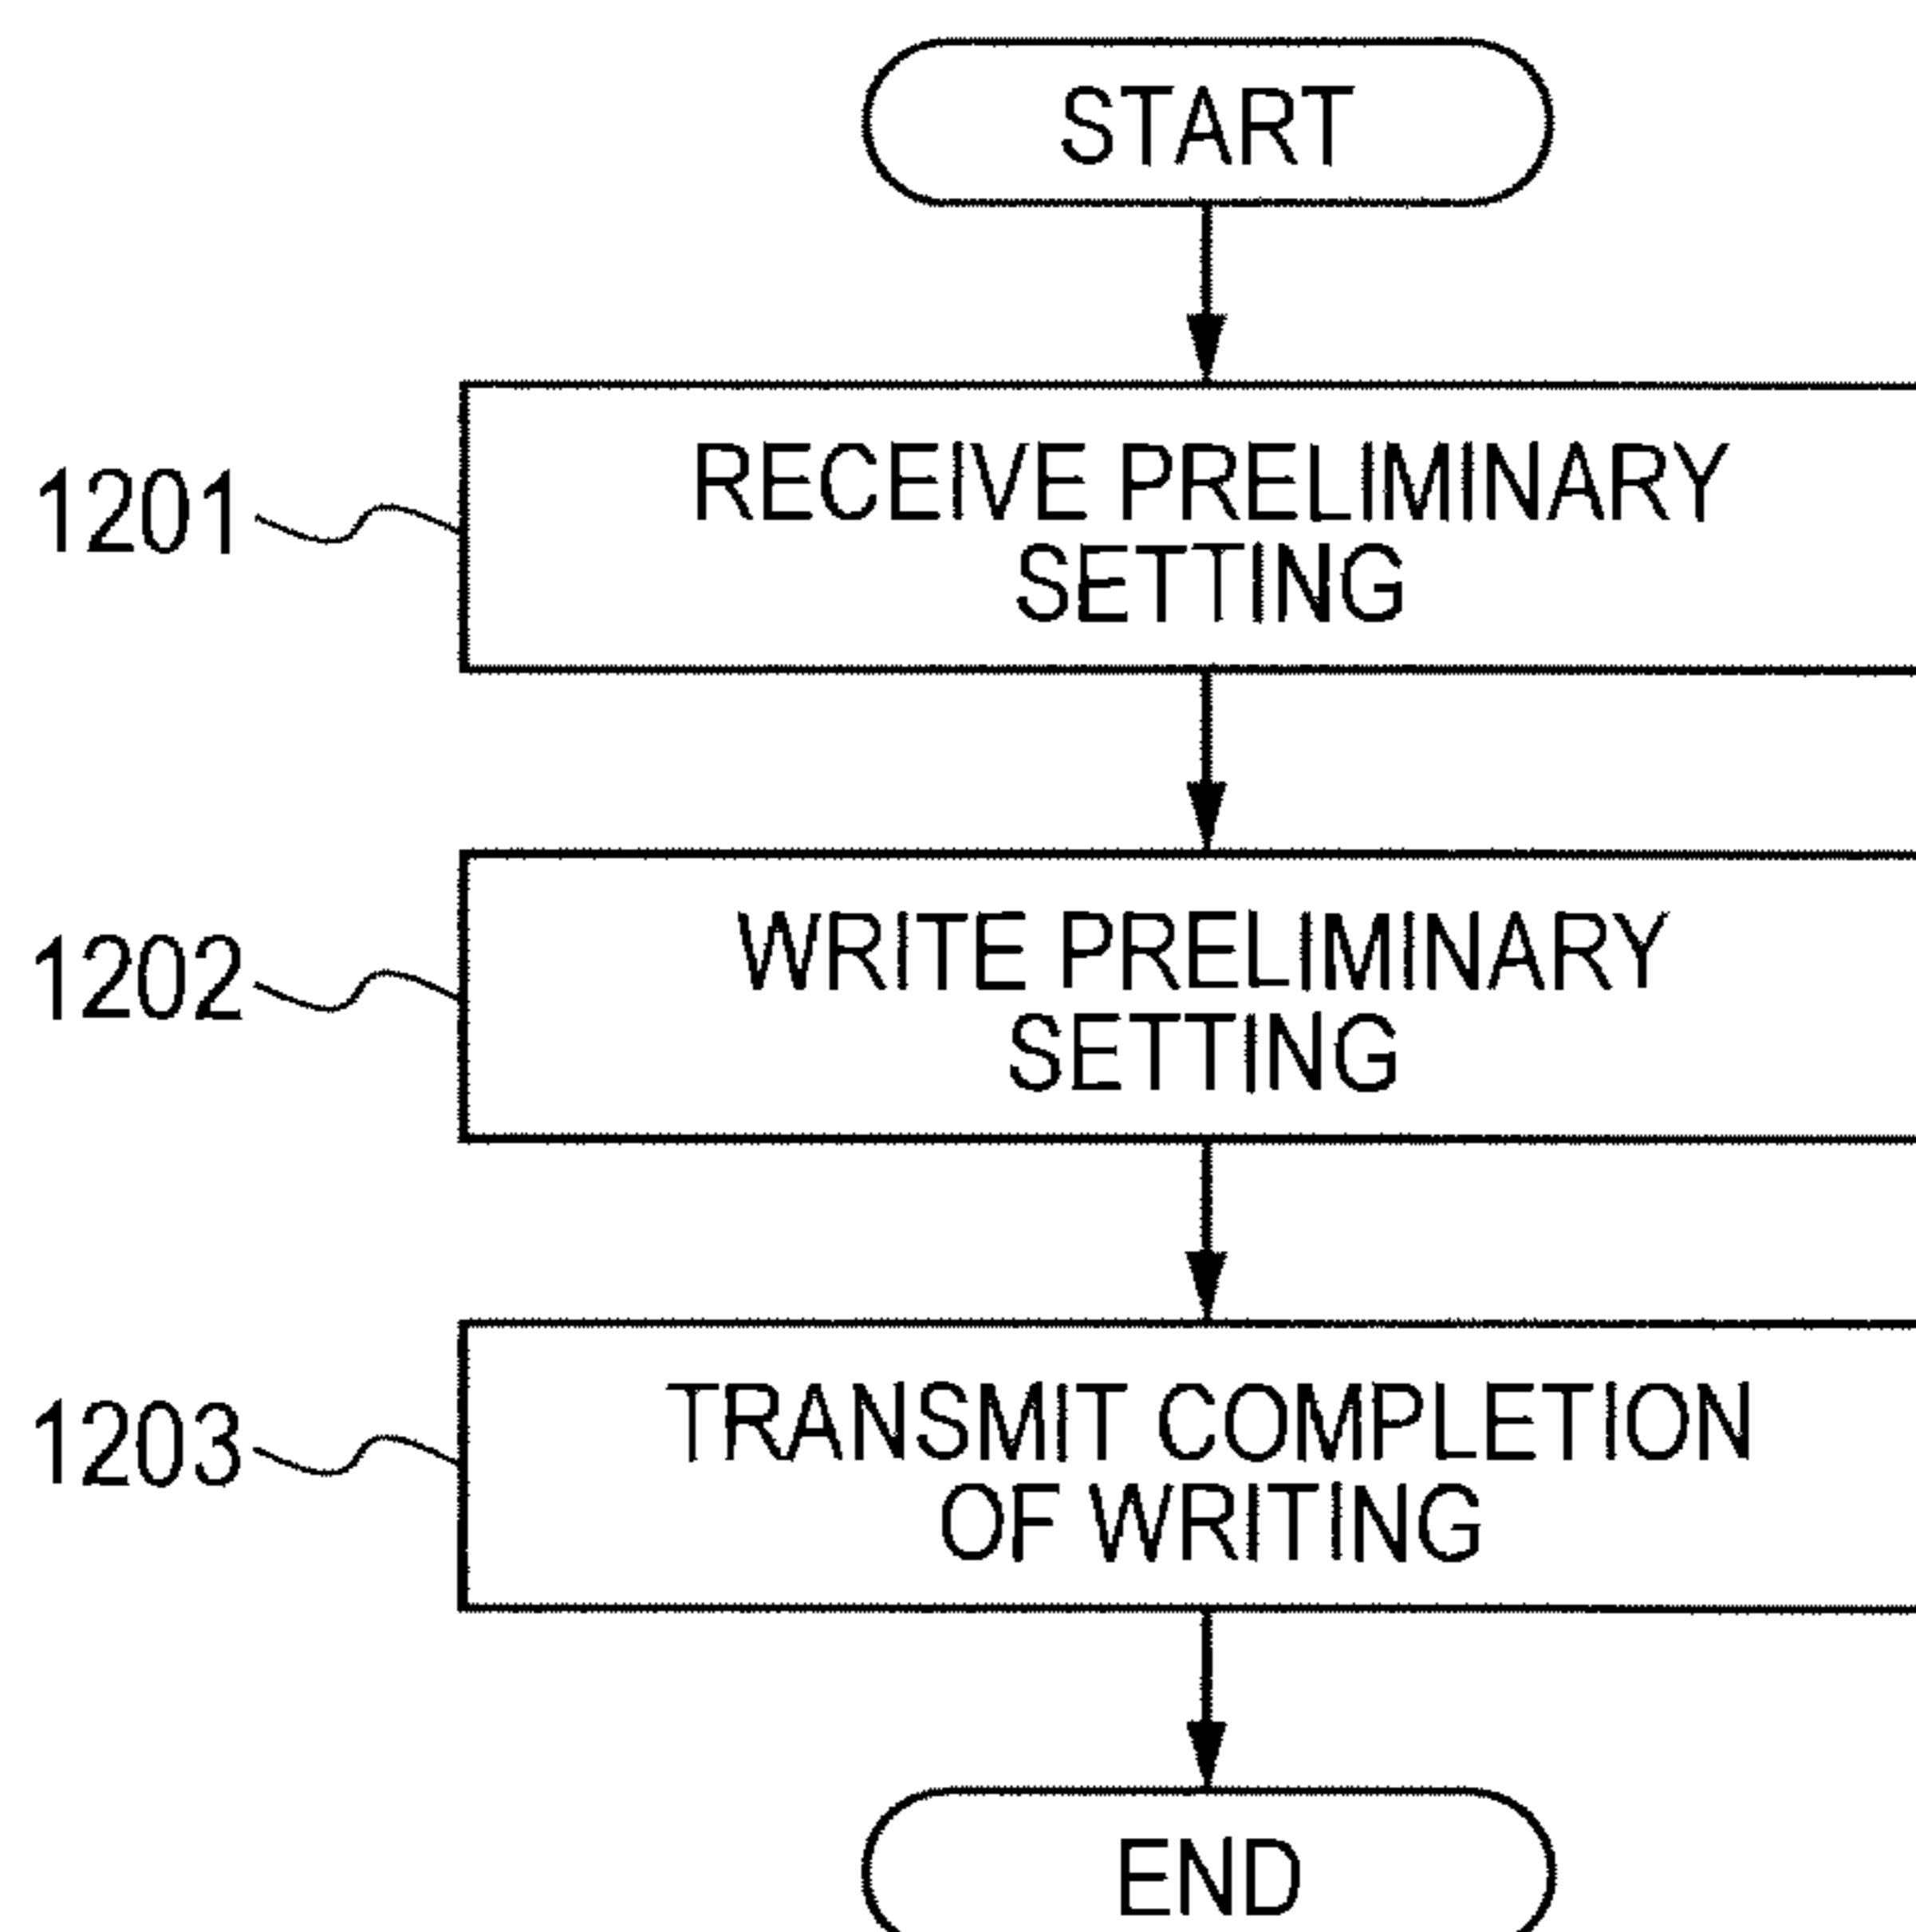 START
1201
RECEIVE PRELIMINARY
SETTING
1202
WRITE PRELIMINARY
SETTING
1203
TRANSMIT COMPLETION
OF WRITING
END